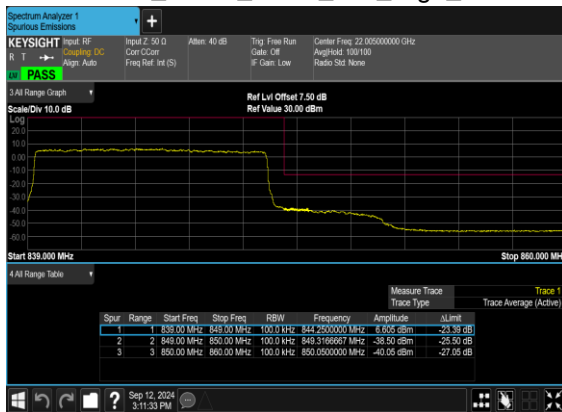 Spectrum Analyzer 1
Spurious Emissions
KEYSIGHT Input: RF Input Z: 50 Ω Atten: 40 dB Trig: Free Run Center Freq: 22.005000000 GHz
R T Coupling: DC Corr CCorr Gate: Off Avg|Hold: 100/100
Align: Auto Freq Ref: Int (S) IF Gain: Low Radio Std: None
PASS
3 All Range Graph
Ref Lvl Offset 7.50 dB
Scale/Div 10.0 dB Ref Value 30.00 dBm
Log
20.0
10.0
0.00
-10.0
-20.0
-30.0
-40.0
-50.0
-60.0
Start 839.000 MHz Stop 860.000 MH
4 All Range Table
Measure Trace Trace 1
Trace Type Trace Average (Active)
Spur Range Start Freq Stop Freq RBW Frequency Amplitude ΔLimit
1 1 839.00 MHz 849.00 MHz 100.0 kHz 844.2500000 MHz 6.605 dBm -23.39 dB
2 2 849.00 MHz 850.00 MHz 100.0 kHz 849.3166667 MHz -38.50 dBm -25.50 dB
3 3 850.00 MHz 860.00 MHz 100.0 kHz 850.0500000 MHz -40.05 dBm -27.05 dB
? Sep 12, 2024
3:11:33 PM